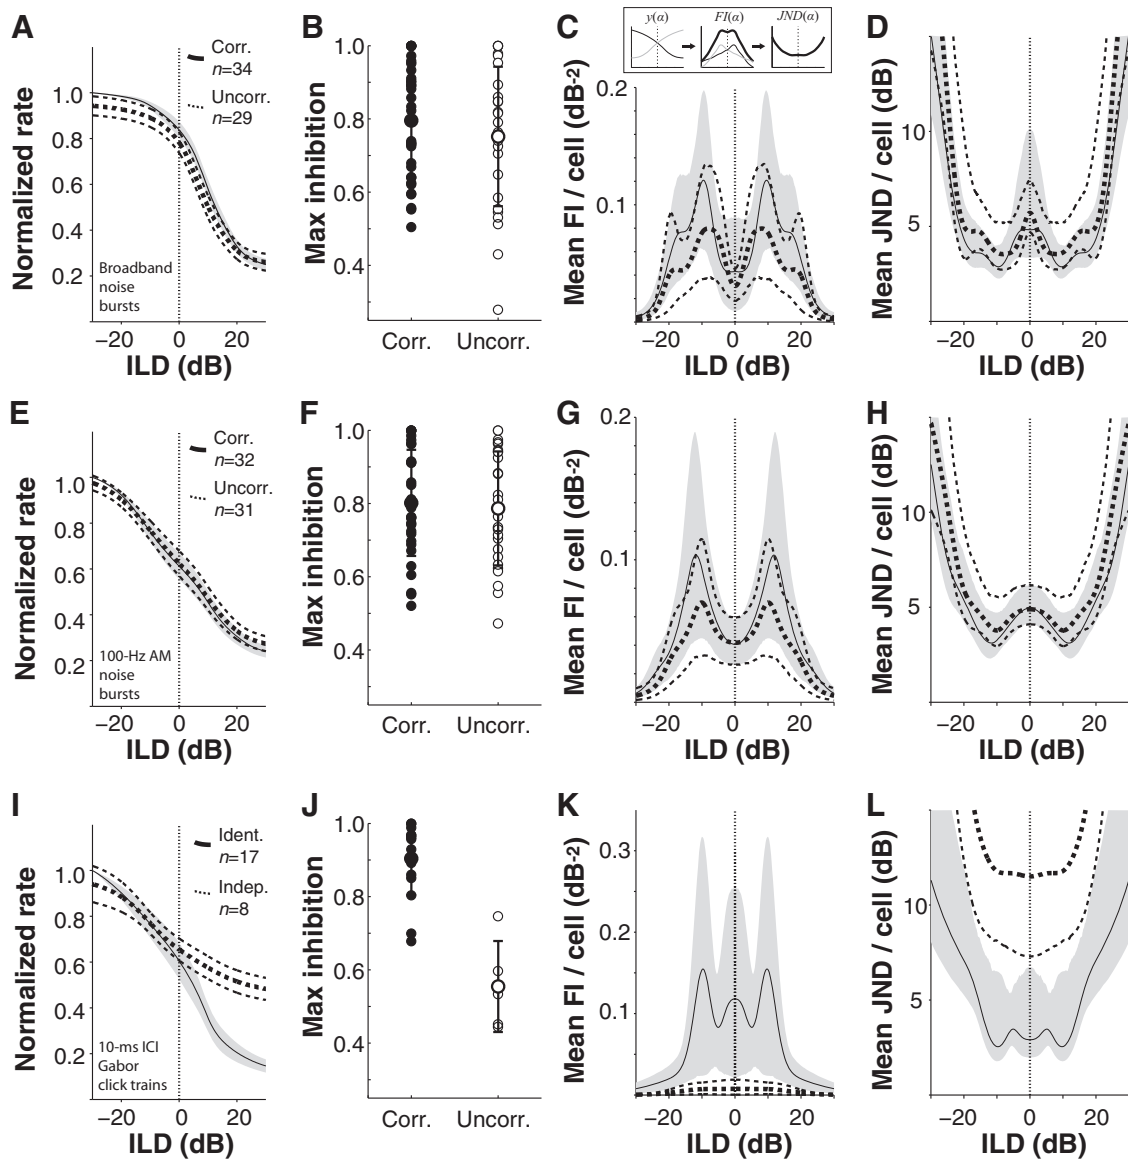 A
Corr.
n=34
Uncorr.
n=29
1.0
0.8
0.6
0.4
0.2
Normalized rate
Broadband
noise
bursts
−20 0 20
ILD (dB)
B
1.0
0.8
0.6
0.4
Max inhibition
Corr. Uncorr.
C
y(α) FI(α) JND(α)
0.2
0.1
Mean FI / cell (dB-2)
−20 0 20
ILD (dB)
D
10
5
Mean JND / cell (dB)
−20 0 20
ILD (dB)
E
Corr.
n=32
Uncorr.
n=31
1.0
0.8
0.6
0.4
0.2
Normalized rate
100-Hz AM
noise
bursts
−20 0 20
ILD (dB)
F
1.0
0.8
0.6
0.4
Max inhibition
Corr. Uncorr.
G
0.2
0.1
Mean FI / cell (dB-2)
−20 0 20
ILD (dB)
H
10
5
Mean JND / cell (dB)
−20 0 20
ILD (dB)
I
Ident.
n=17
Indep.
n=8
1.0
0.8
0.6
0.4
0.2
Normalized rate
10-ms ICI
Gabor
click trains
−20 0 20
ILD (dB)
J
1.0
0.8
0.6
0.4
Max inhibition
Corr. Uncorr.
K
0.3
0.2
0.1
Mean FI / cell (dB-2)
−20 0 20
ILD (dB)
L
10
5
Mean JND / cell (dB)
−20 0 20
ILD (dB)